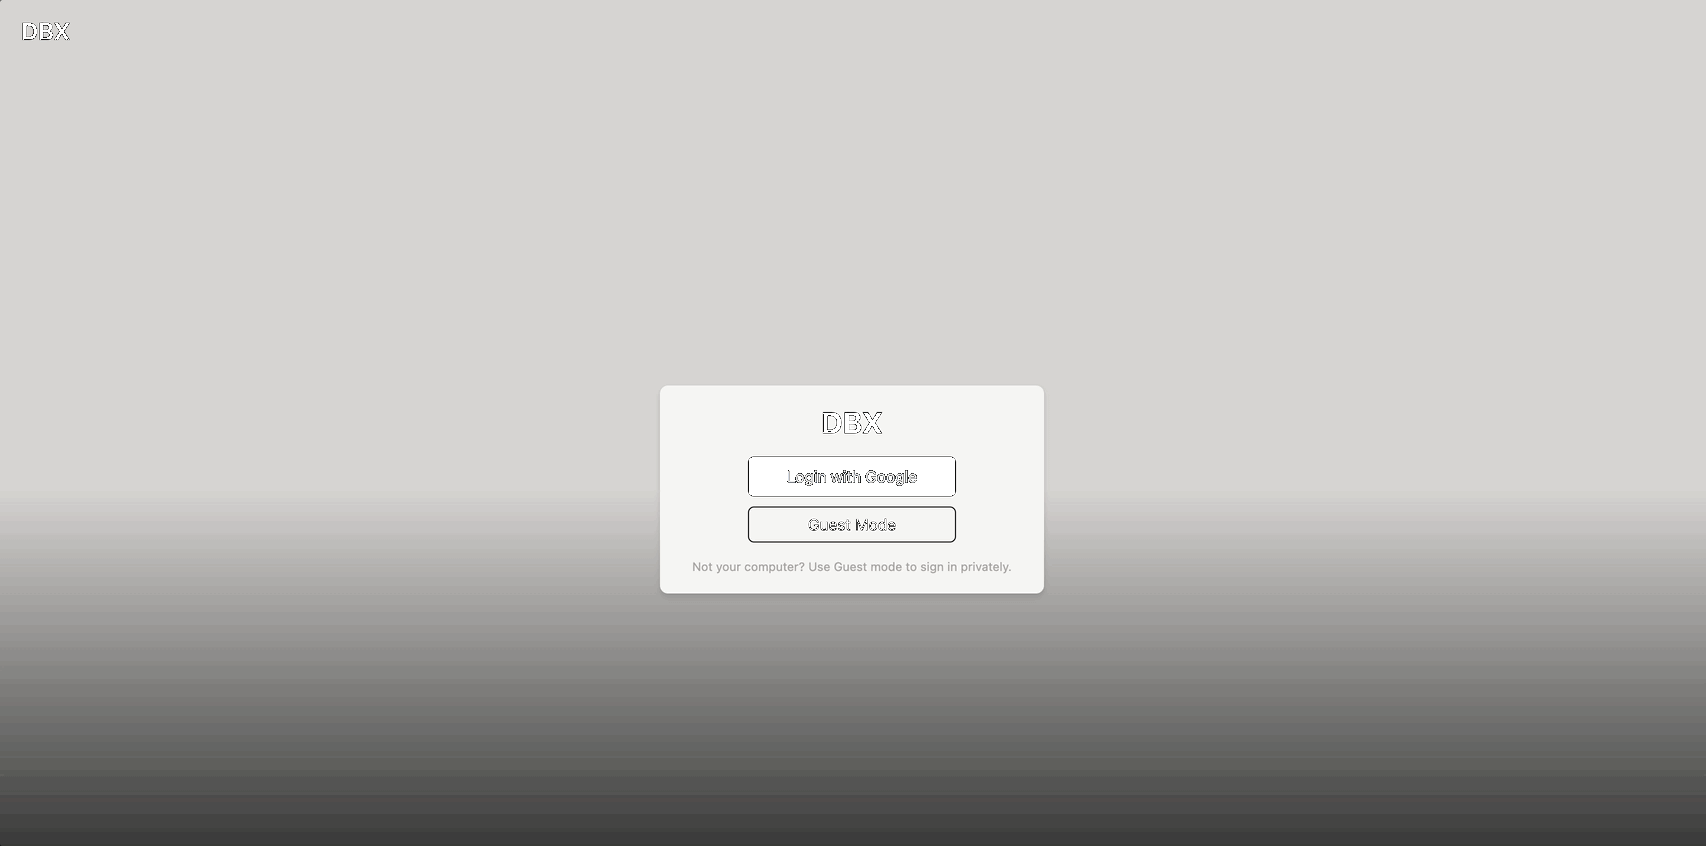 DBX
DBX
Login with Google
Guest Mode
Not your computer? Use Guest mode to sign in privately.